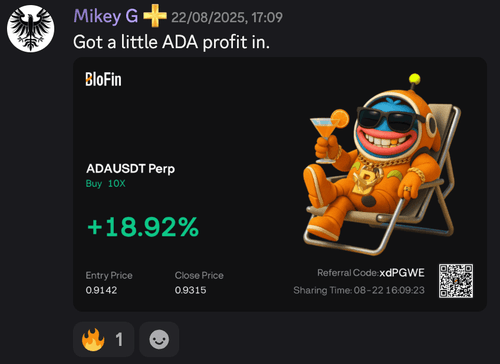 Mikey G 22/08/2025, 17:09
Got a little ADA profit in.
BloFin
ADAUSDT Perp
Buy 10X
+18.92%
Entry Price Close Price
0.9142 0.9315
Referral Code:xdPGWE
Sharing Time: 08-22 16:09:23
1